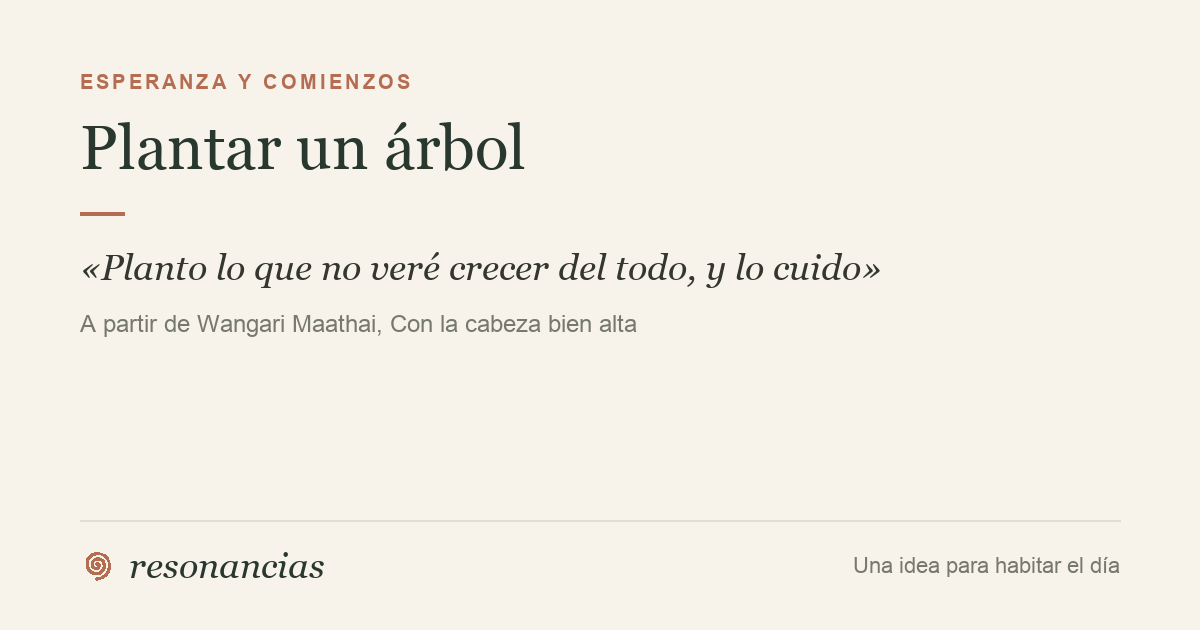 ESPERANZA Y COMIENZOS
Plantar un árbol
«Planto lo que no veré crecer del todo, y lo cuido»
A partir de Wangari Maathai, Con la cabeza bien alta
resonancias
Una idea para habitar el día